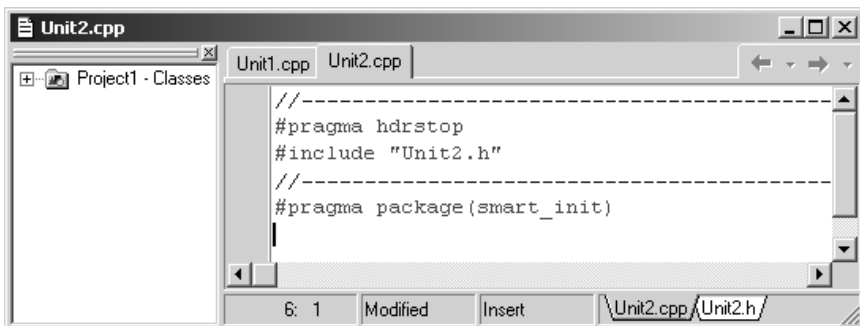 Unit2.cpp
Project1 - Classes
Unit1.cpp Unit2.cpp
//------------------------------------------
#pragma hdrstop
#include "Unit2.h"
//------------------------------------------
#pragma package(smart_init)
6: 1 Modified Insert \Unit2.cpp/Unit2.h/